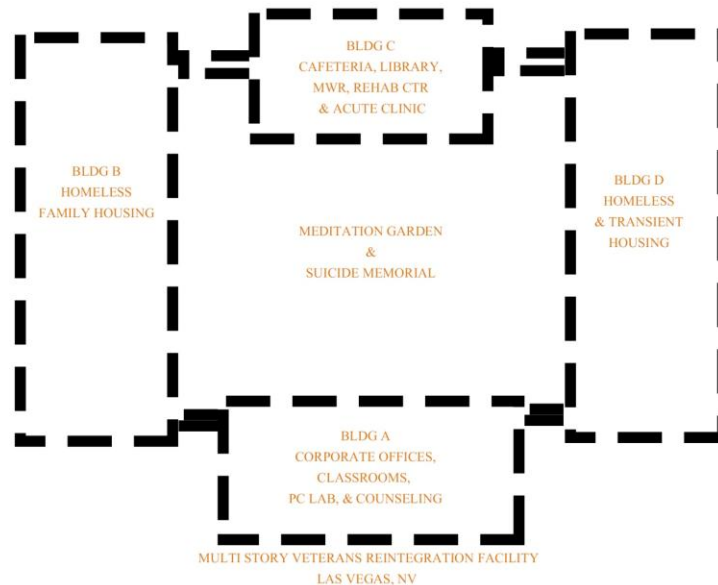 BLDG C
CAFETERIA, LIBRARY,
MWR, REHAB CTR
& ACUTE CLINIC
BLDG B
HOMELESS
FAMILY HOUSING
BLDG D
HOMELESS
& TRANSIENT
HOUSING
MEDITATION GARDEN
&
SUICIDE MEMORIAL
BLDG A
CORPORATE OFFICES,
CLASSROOMS,
PC LAB, & COUNSELING
MULTI STORY VETERANS REINTEGRATION FACILITY
LAS VEGAS, NV